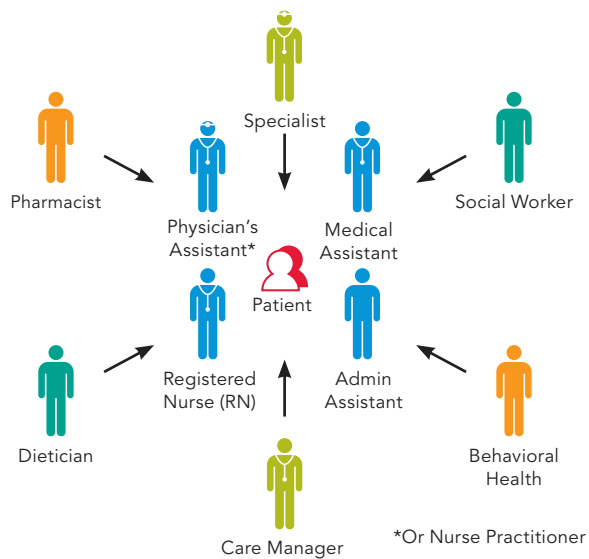 Specialist
Pharmacist
Social Worker
Physician's
Assistant*
Medical
Assistant
Patient
Registered
Nurse (RN)
Admin
Assistant
Dietician
Behavioral
Health
Care Manager
*Or Nurse Practitioner